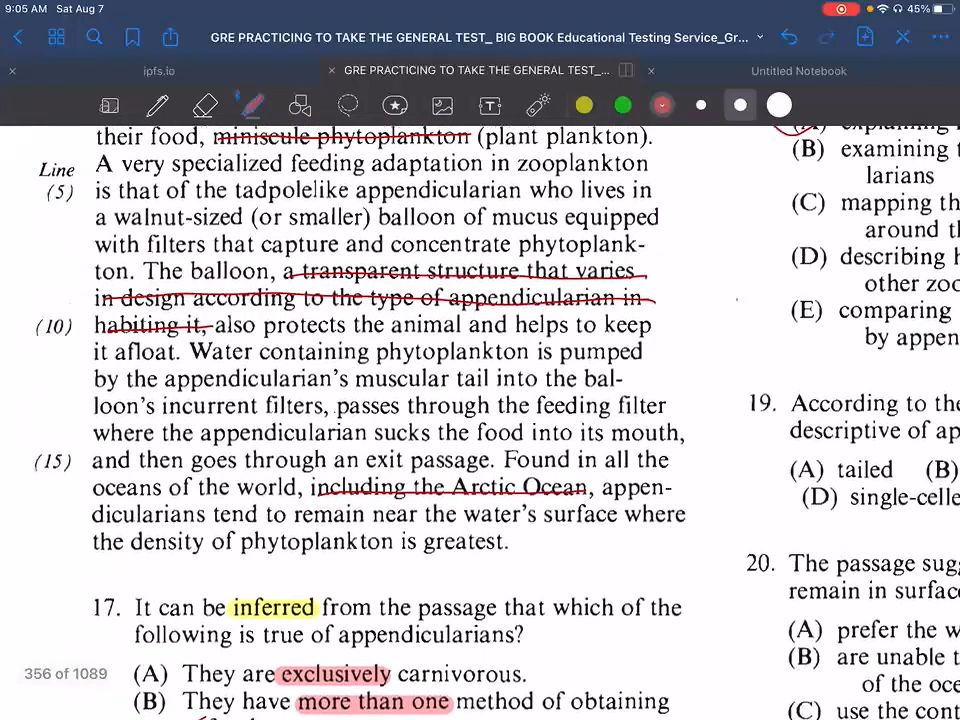 9:05 AM Sat Aug 7
45%
GRE PRACTICING TO TAKE THE GENERAL TEST_ BIG BOOK Educational Testing Service_Gr...
ipfs.io
GRE PRACTICING TO TAKE THE GENERAL TEST_...
Untitled Notebook
their food, miniscule phytoplankton (plant plankton).
Line A very specialized feeding adaptation in zooplankton
(5) is that of the tadpolelike appendicularian who lives in
a walnut-sized (or smaller) balloon of mucus equipped
with filters that capture and concentrate phytoplank-
ton. The balloon, a transparent structure that varies
in design according to the type of appendicularian in
(10) habiting it, also protects the animal and helps to keep
it afloat. Water containing phytoplankton is pumped
by the appendicularian's muscular tail into the bal-
loon's incurrent filters, passes through the feeding filter
where the appendicularian sucks the food into its mouth,
(15) and then goes through an exit passage. Found in all the
oceans of the world, including the Arctic Ocean, appen-
dicularians tend to remain near the water's surface where
the density of phytoplankton is greatest.
17. It can be inferred from the passage that which of the
following is true of appendicularians?
(A) They are exclusively carnivorous.
(B) They have more than one method of obtaining
356 of 1089
(A) explaining
(B) examining t
larians
(C) mapping th
around th
(D) describing h
other zoo
(E) comparing
by appen
19. According to the
descriptive of ap
(A) tailed (B)
(D) single-celle
20. The passage sugg
remain in surfac
(A) prefer the w
(B) are unable t
of the oce
(C) use the cont